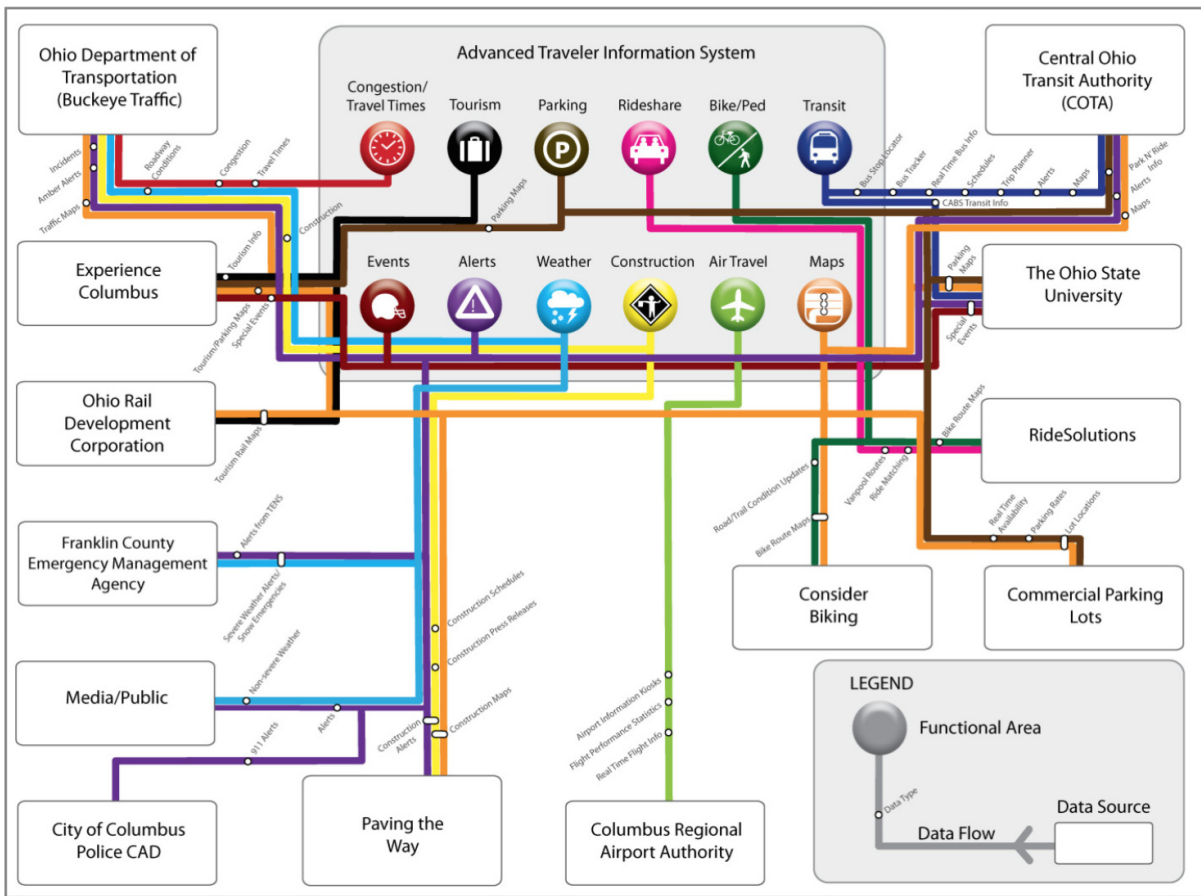 Ohio Department of
Transportation
(Buckeye Traffic)
Advanced Traveler Information System
Central Ohio
Transit Authority
(COTA)
Congestion/
Travel Times
Tourism
Parking
Rideshare
Bike/Ped
Transit
P
Incidents
Amber Alerts
Traffic Maps
Roadway
Conditions
Construction
Congestion
Travel Times
Parking Maps
Bus Stop Locator
Bus Tracker
Real Time Bus Info
Schedules
Trip Planner
Alerts
Maps
CABS Transit Info
Park N' Ride
Info
Alerts
Maps
Experience
Columbus
Tourism Info
Tourism/Parking Maps
Special Events
Events
Alerts
Weather
Construction
Air Travel
Maps
Parking
Maps
Special
Events
The Ohio State
University
Ohio Rail
Development
Corporation
Tourism Rail Maps
Bike Route Maps
Vanpool Routes
Ride Matching
RideSolutions
Road/Trail Condition Updates
Bike Route Maps
Real Time
Availability
Parking Rates
Lot Locations
Franklin County
Emergency Management
Agency
Alerts from TENS
Severe Weather Alerts/
Snow Emergencies
Consider
Biking
Commercial Parking
Lots
Construction Schedules
Construction Press Releases
Construction Maps
Construction
Alerts
Media/Public
Non-severe Weather
Alerts
911 Alerts
Airport Information Kiosks
Flight Performance Statistics
Real Time Flight Info
City of Columbus
Police CAD
Paving the
Way
Columbus Regional
Airport Authority
LEGEND
Functional Area
Data Type
Data Flow
Data Source